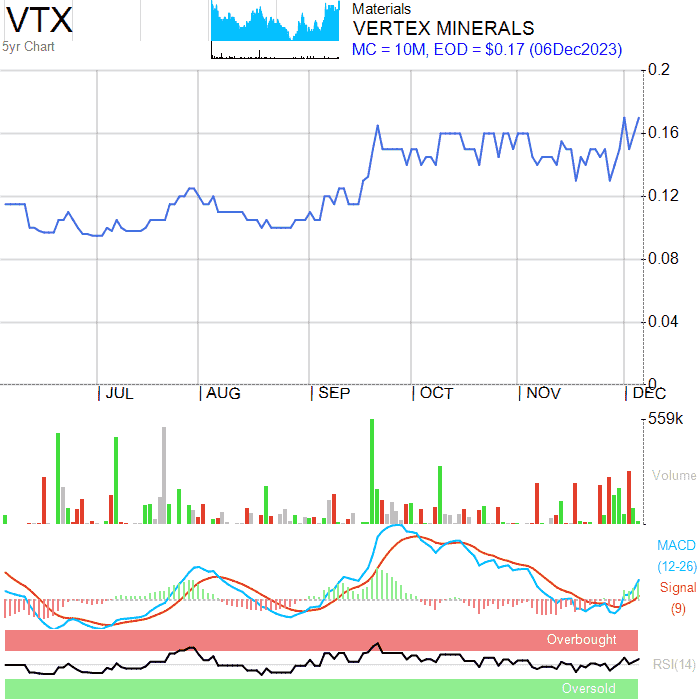 VTX
5yr Chart
Materials
VERTEX MINERALS
MC = 10M, EOD = $0.17 (06Dec2023)
0.2
0.16
0.12
0.08
0.04
0
JUL AUG SEP OCT NOV DEC
559k
Volume
MACD
(12-26)
Signal
(9)
Overbought
RSI(14)
Oversold